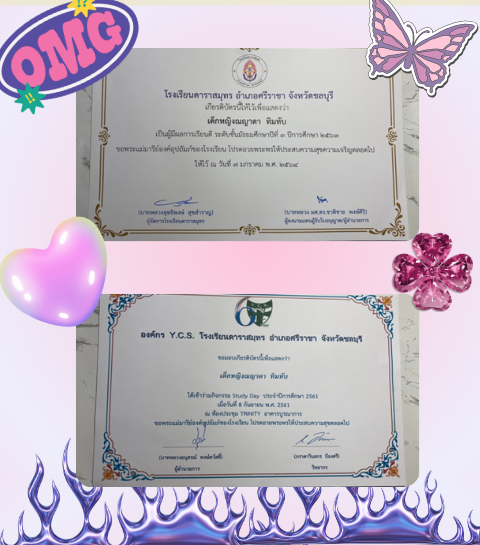 OMG
โรงเรียนดาราสมุทร อำเภอศรีราชา จังหวัดชลบุรี
เกียรติบัตรนี้ให้ไว้เพื่อแสดงว่า
เด็กหญิงณญาดา ทิมทับ
เป็นผู้มีผลการเรียนดี ระดับชั้นมัธยมศึกษาปีที่ ๓ ปีการศึกษา ๒๕๖๓
ขอพระแม่มารีย์องค์อุปถัมภ์ของโรงเรียน โปรดอวยพระพรให้ประสบความสุขความเจริญตลอดไป
ให้ไว้ ณ วันที่ ๗ มกราคม พ.ศ. ๒๕๖๔
(บาทหลวงสุทธิพงษ์ สุขสำราญ)
ผู้จัดการโรงเรียนดาราสมุทร
(บาทหลวง ผศ.ดร.ชาติชาย พงษ์ศิริ)
ผู้ลงนามแทนผู้รับใบอนุญาต/ผู้อำนวยการ
องค์กร Y.C.S. โรงเรียนดาราสมุทร อำเภอศรีราชา จังหวัดชลบุรี
ขอมอบเกียรติบัตรนี้เพื่อแสดงว่า
เด็กหญิงณญาดา ทิมทับ
ได้เข้าร่วมกิจกรรม Study Day ประจำปีการศึกษา 2561
เมื่อวันที่ 8 กันยายน พ.ศ. 2561
ณ ห้องประชุม TRINITY อาคารบูรณาการ
ขอพระแม่มารีย์องค์อุปถัมภ์ของโรงเรียน โปรดอวยพระพรให้ประสบความสุขตลอดไป
ผู้อำนวยการ
วิทยากร